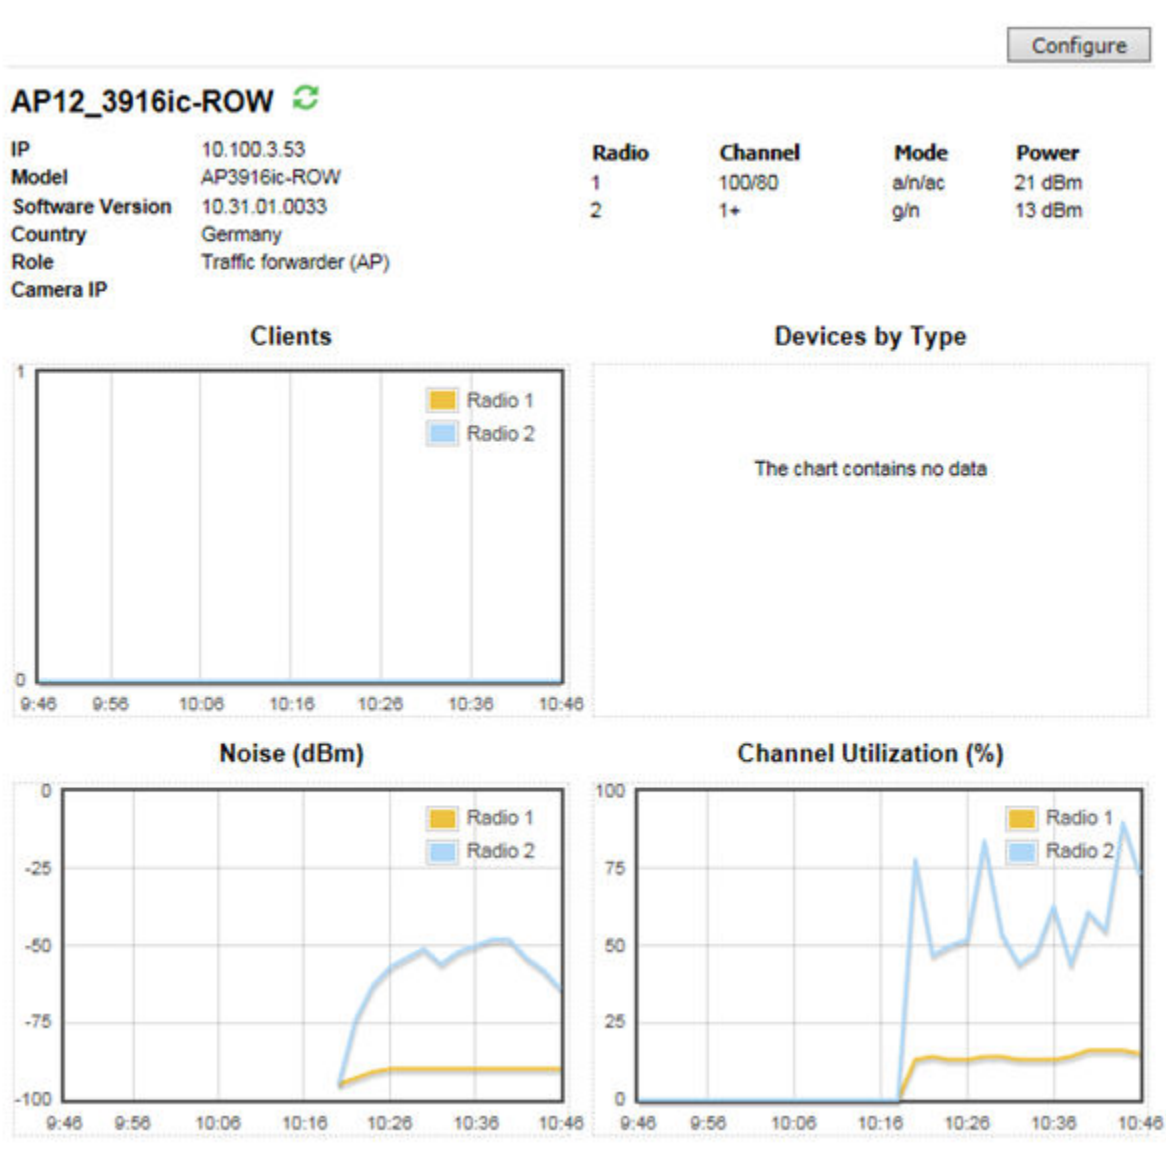 Configure
AP12_3916ic-ROW
IP 10.100.3.53
Model AP3916ic-ROW
Software Version 10.31.01.0033
Country Germany
Role Traffic forwarder (AP)
Camera IP
Radio Channel Mode Power
1 100/80 a/n/ac 21 dBm
2 1+ g/n 13 dBm
Clients
1
Radio 1
Radio 2
0
9:46 9:56 10:06 10:16 10:26 10:36 10:46
Devices by Type
The chart contains no data
Noise (dBm)
0
Radio 1
Radio 2
-25
-50
-75
-100
9:46 9:56 10:06 10:16 10:26 10:36 10:46
Channel Utilization (%)
100
Radio 1
Radio 2
75
50
25
0
9:46 9:56 10:06 10:16 10:26 10:36 10:46